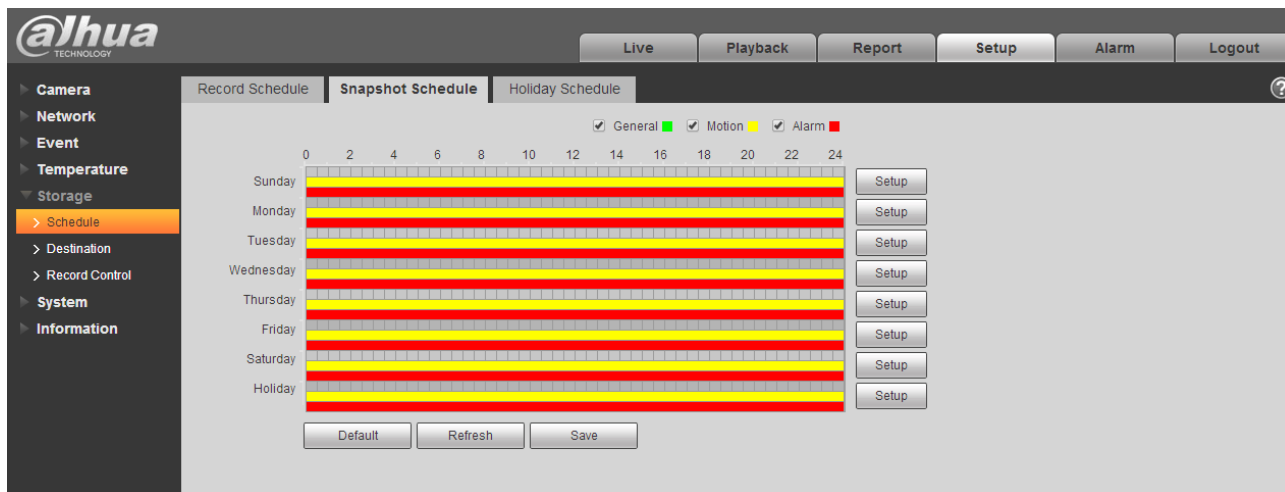 alhua
TECHNOLOGY
Live Playback Report Setup Alarm Logout
Camera
Network
Event
Temperature
Storage
> Schedule
> Destination
> Record Control
System
Information
Record Schedule Snapshot Schedule Holiday Schedule ?
General Motion Alarm
0 2 4 6 8 10 12 14 16 18 20 22 24
Sunday Setup
Monday Setup
Tuesday Setup
Wednesday Setup
Thursday Setup
Friday Setup
Saturday Setup
Holiday Setup
Default Refresh Save